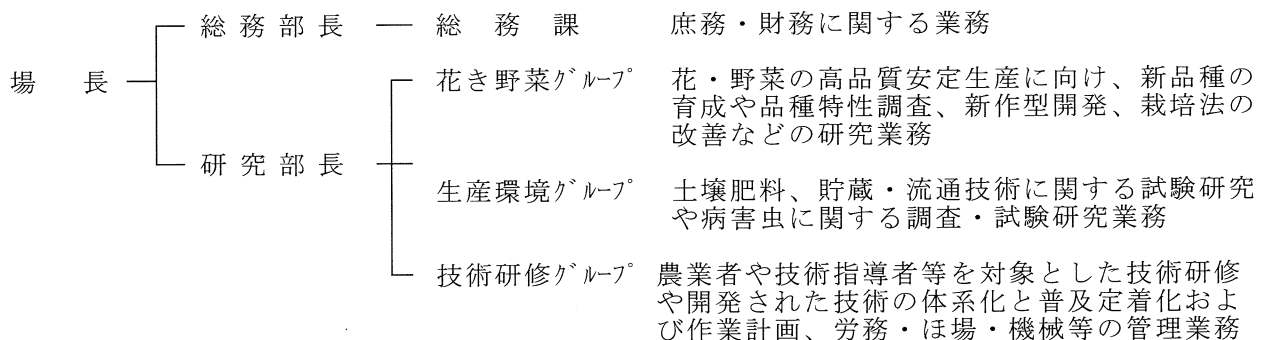 総務部長 総務課 庶務・財務に関する業務
場長
花き野菜ｸﾞﾙｰﾌﾟ 花・野菜の高品質安定生産に向け、新品種の
育成や品種特性調査、新作型開発、栽培法の
改善などの研究業務
研究部長
生産環境ｸﾞﾙｰﾌﾟ 土壌肥料、貯蔵・流通技術に関する試験研究
や病害虫に関する調査・試験研究業務
技術研修ｸﾞﾙｰﾌﾟ 農業者や技術指導者等を対象とした技術研修
や開発された技術の体系化と普及定着化およ
び作業計画、労務・ほ場・機械等の管理業務